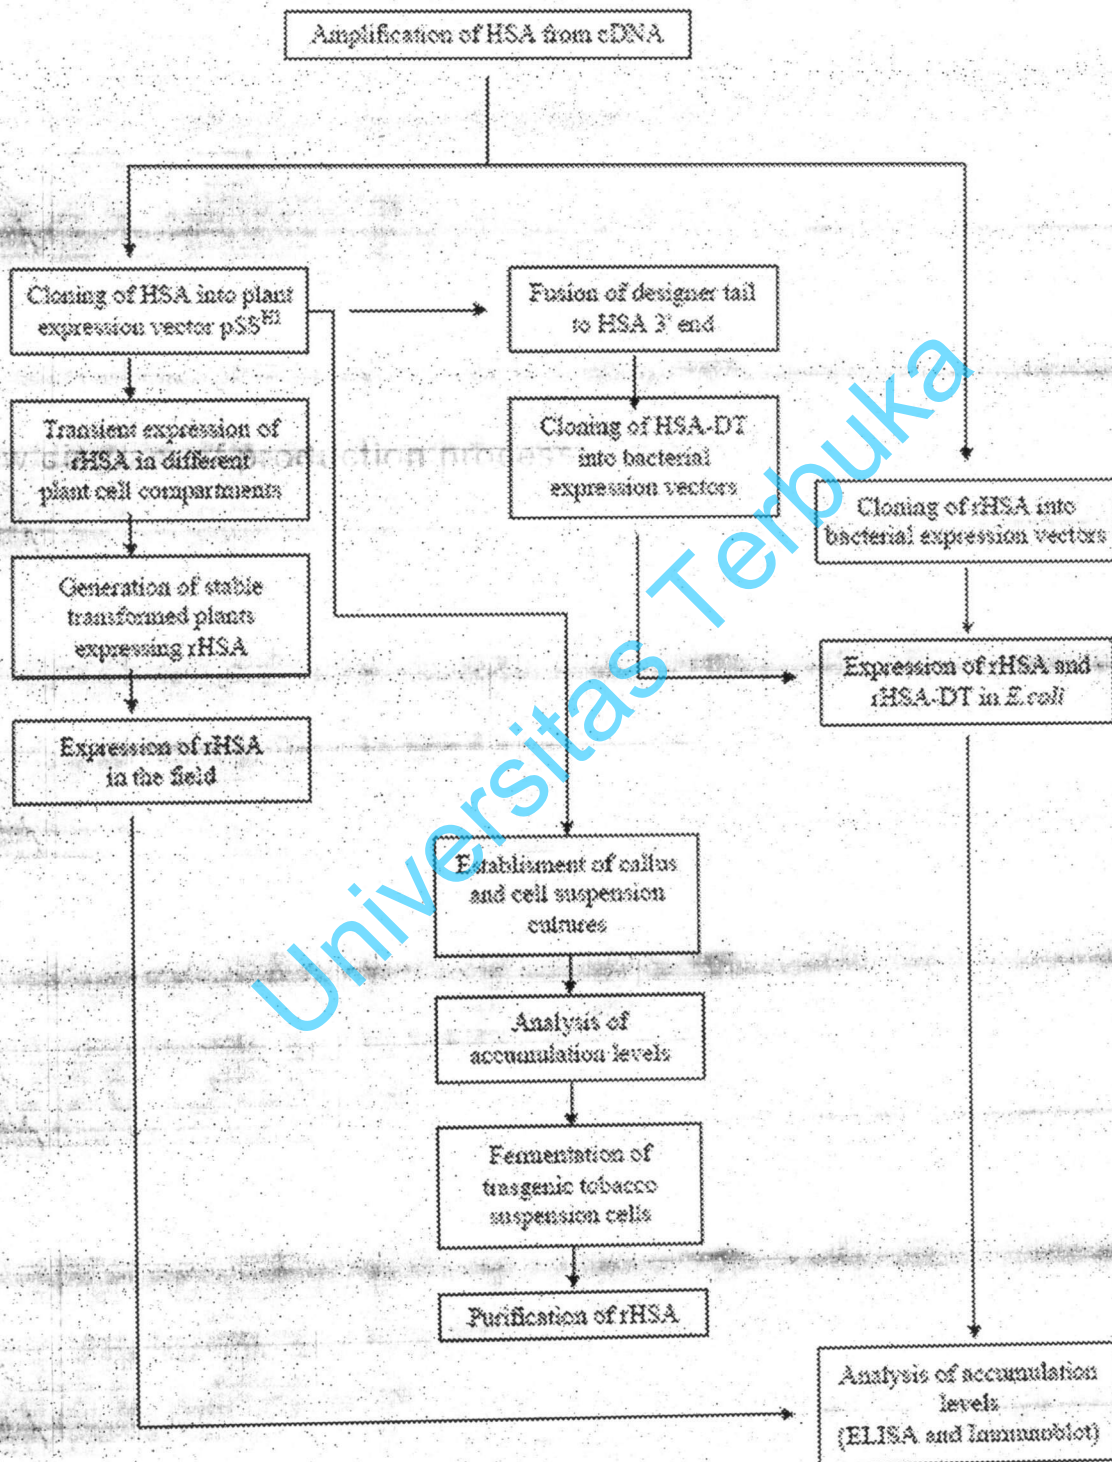 Amplification of HSA from cDNA
Cloning of HSA into plant
expression vector pSS
Fusion of designer tail
to HSA 3' end
Transient expression of
rHSA in different
plant cell compartments
Cloning of HSA-DT
into bacterial
expression vectors
Cloning of rHSA into
bacterial expression vectors
Generation of stable
transformed plants
expressing rHSA
Expression of rHSA and
rHSA-DT in E.coli
Expression of rHSA
in the field
Establisment of callus
and cell suspension
cultures
Analysis of
accumulation levels
Fermentation of
trasgenic tobacco
suspension cells
Purification of rHSA
Analysis of accumulation
levels
(ELISA and Immunoblot)
Universitas Terbuka